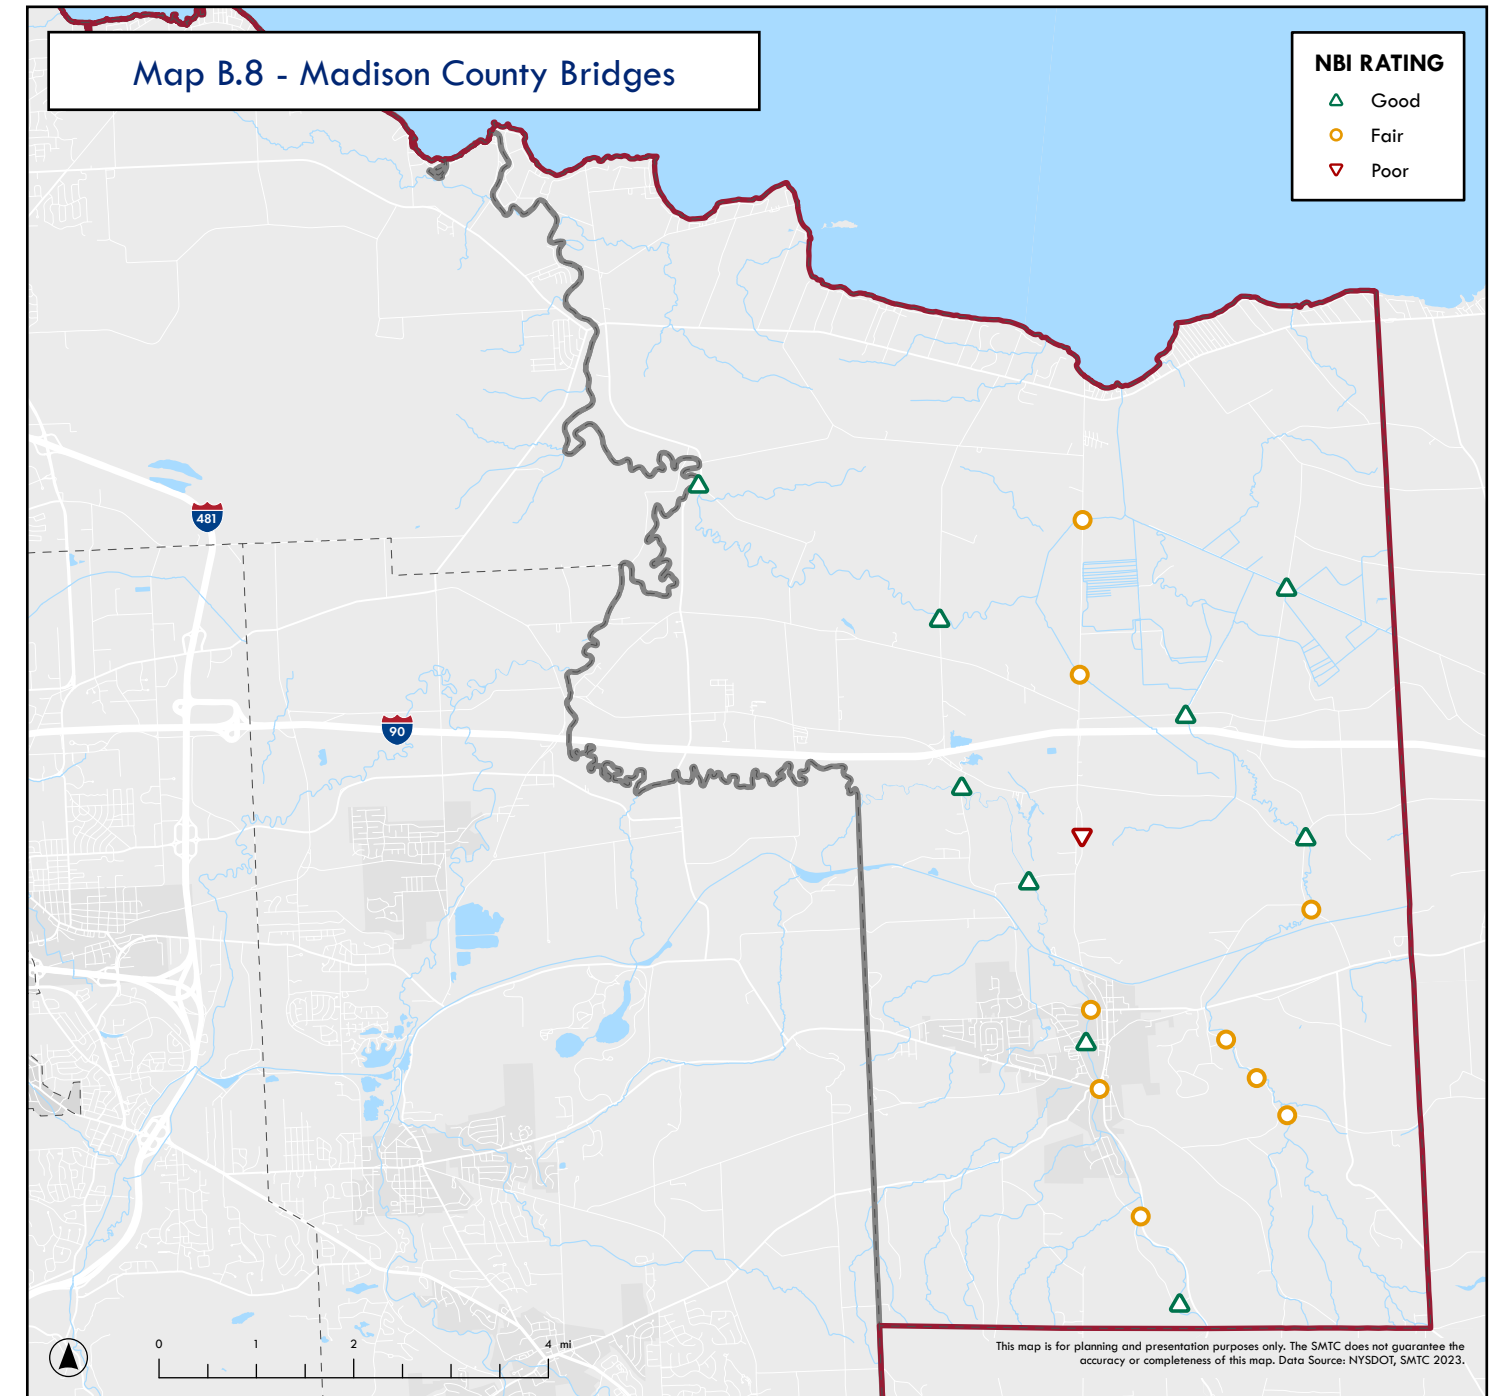 Map B.8 - Madison County Bridges
NBI RATING
Good
Fair
Poor
481
90
0 1 2 4 mi
This map is for planning and presentation purposes only. The SMTC does not guarantee the
accuracy or completeness of this map. Data Source: NYSDOT, SMTC 2023.